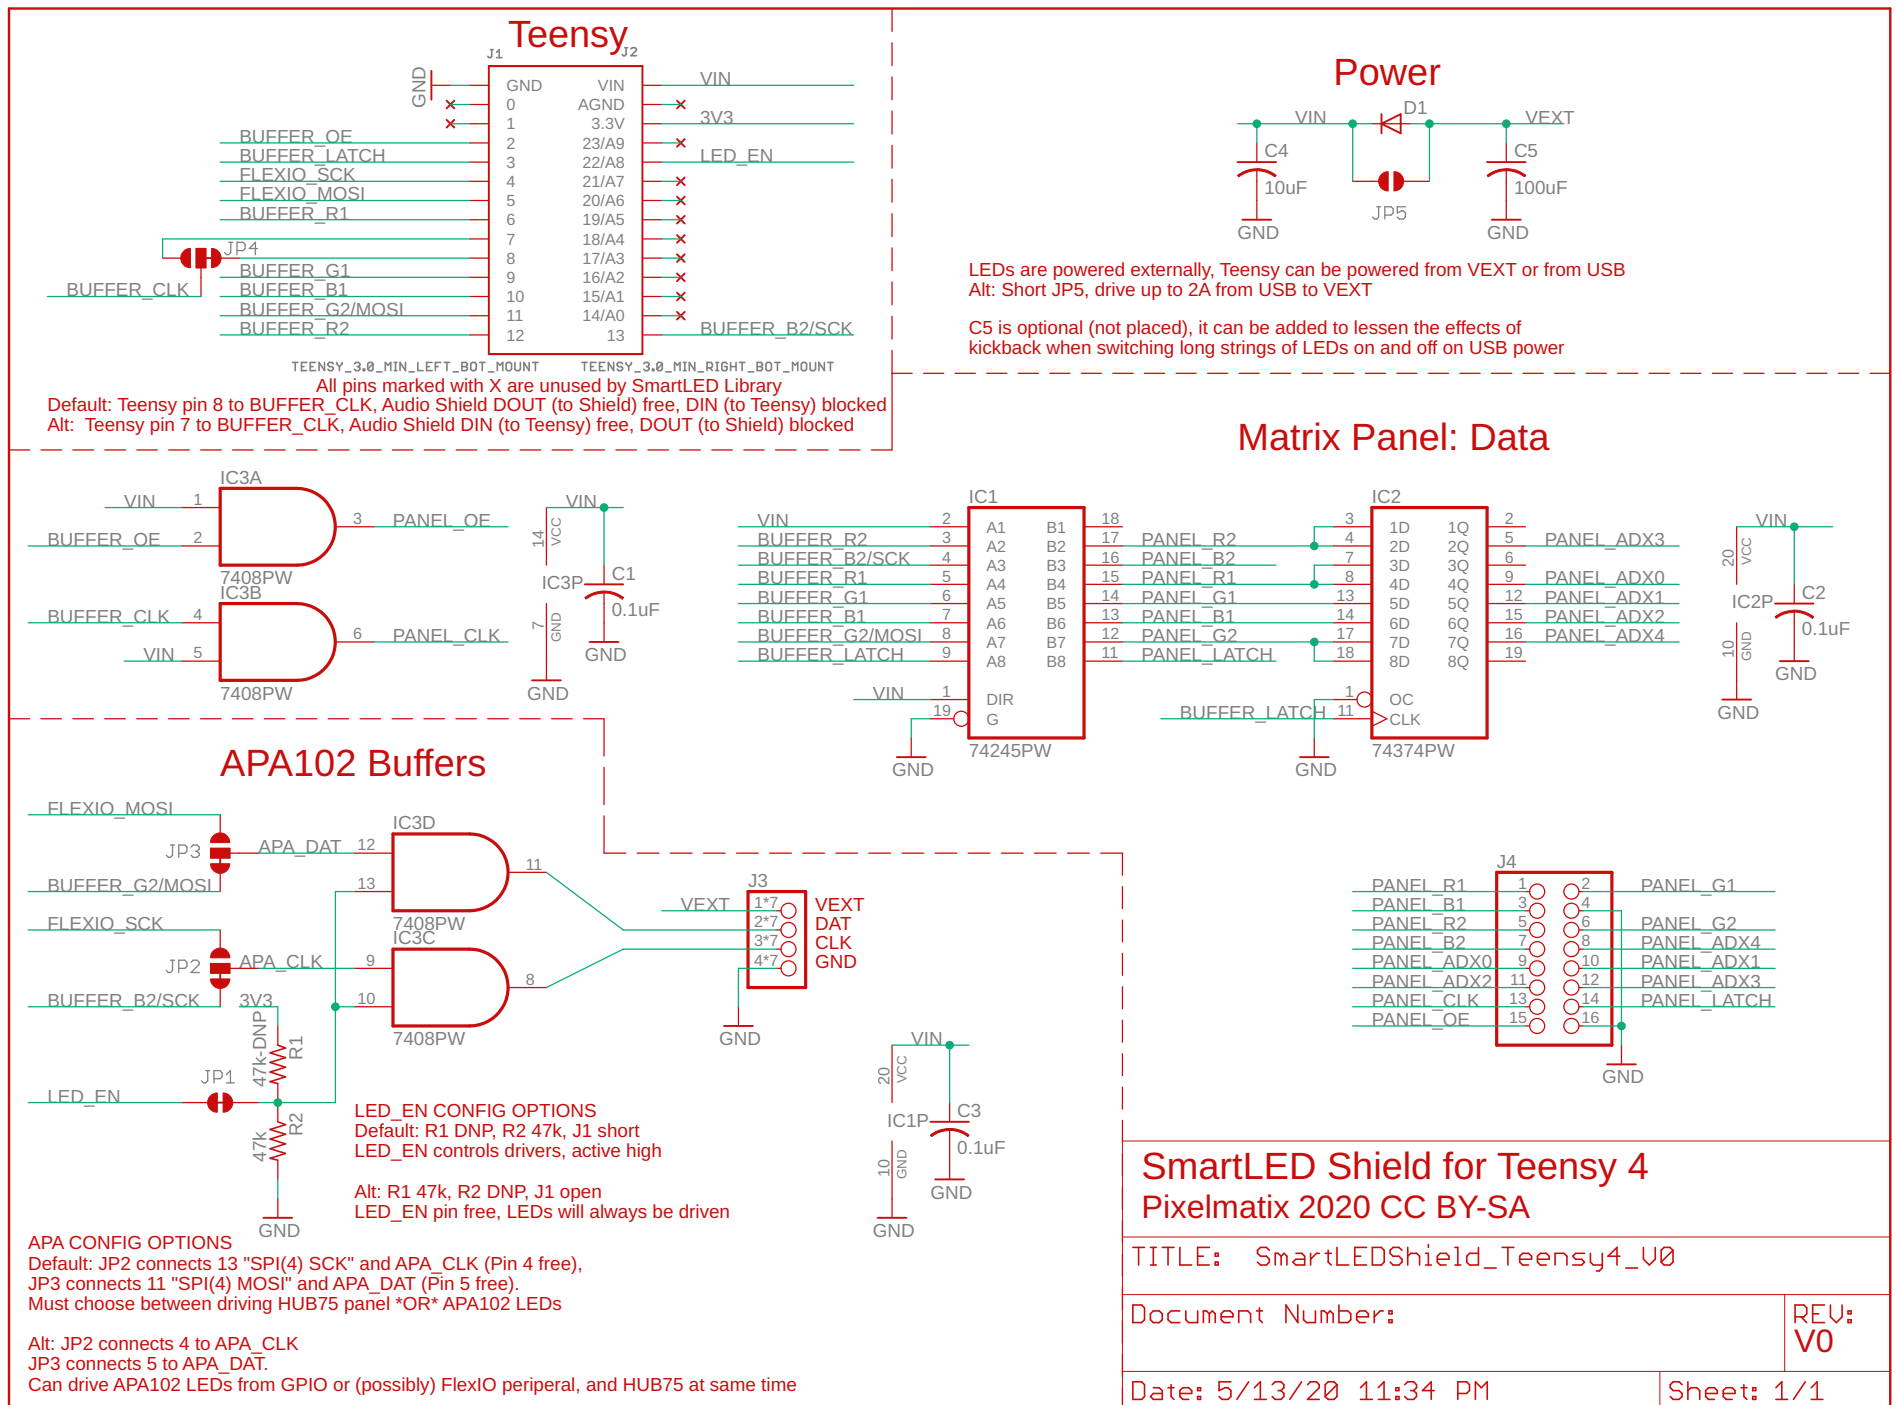 Teensy
J1
J2
GND
GND
0
1
2
3
4
5
6
7
8
9
10
11
12
VIN
AGND
3.3V
23/A9
22/A8
21/A7
20/A6
19/A5
18/A4
17/A3
16/A2
15/A1
14/A0
13
BUFFER_OE
BUFFER_LATCH
FLEXIO_SCK
FLEXIO_MOSI
BUFFER_R1
JP4
BUFFER_G1
BUFFER_CLK
BUFFER_B1
BUFFER_G2/MOSI
BUFFER_R2
VIN
3V3
LED_EN
BUFFER_B2/SCK
TEENSY_3.0_MIN_LEFT_BOT_MOUNT
TEENSY_3.0_MIN_RIGHT_BOT_MOUNT
All pins marked with X are unused by SmartLED Library
Default: Teensy pin 8 to BUFFER_CLK, Audio Shield DOUT (to Shield) free, DIN (to Teensy) blocked
Alt:  Teensy pin 7 to BUFFER_CLK, Audio Shield DIN (to Teensy) free, DOUT (to Shield) blocked
Power
VIN
D1
VEXT
C4
10uF
JP5
C5
100uF
GND
GND
LEDs are powered externally, Teensy can be powered from VEXT or from USB
Alt: Short JP5, drive up to 2A from USB to VEXT
C5 is optional (not placed), it can be added to lessen the effects of
kickback when switching long strings of LEDs on and off on USB power
Matrix Panel: Data
IC3A
VIN
1
BUFFER_OE
2
3
PANEL_OE
7408PW
IC3B
BUFFER_CLK
4
VIN
5
6
PANEL_CLK
7408PW
VIN
14
VCC
IC3P
C1
0.1uF
7
GND
GND
GND
IC1
VIN
BUFFER_R2
BUFFER_B2/SCK
BUFFER_R1
BUFFER_G1
BUFFER_B1
BUFFER_G2/MOSI
BUFFER_LATCH
VIN
2
3
4
5
6
7
8
9
1
19
A1
A2
A3
A4
A5
A6
A7
A8
DIR
G
B1
B2
B3
B4
B5
B6
B7
B8
18
17
16
15
14
13
12
11
74245PW
GND
PANEL_R2
PANEL_B2
PANEL_R1
PANEL_G1
PANEL_B1
PANEL_G2
PANEL_LATCH
BUFFER_LATCH
IC2
3
4
7
8
13
14
17
18
1
11
1D
2D
3D
4D
5D
6D
7D
8D
OC
CLK
1Q
2Q
3Q
4Q
5Q
6Q
7Q
8Q
2
5
6
9
12
15
16
19
74374PW
GND
PANEL_ADX3
PANEL_ADX0
PANEL_ADX1
PANEL_ADX2
PANEL_ADX4
VIN
20
VCC
IC2P
C2
0.1uF
10
GND
GND
GND
APA102 Buffers
FLEXIO_MOSI
JP3
APA_DAT
BUFFER_G2/MOSI
FLEXIO_SCK
JP2
APA_CLK
BUFFER_B2/SCK
IC3D
12
13
11
7408PW
IC3C
9
10
8
7408PW
3V3
47k-DNP
R1
JP1
LED_EN
R2
47k
GND
J3
VEXT
1*7
2*7
3*7
4*7
VEXT
DAT
CLK
GND
GND
LED_EN CONFIG OPTIONS
Default: R1 DNP, R2 47k, J1 short
LED_EN controls drivers, active high
Alt: R1 47k, R2 DNP, J1 open
LED_EN pin free, LEDs will always be driven
VIN
20
VCC
IC1P
C3
0.1uF
10
GND
GND
GND
APA CONFIG OPTIONS
Default: JP2 connects 13 "SPI(4) SCK" and APA_CLK (Pin 4 free),
JP3 connects 11 "SPI(4) MOSI" and APA_DAT (Pin 5 free).
Must choose between driving HUB75 panel *OR* APA102 LEDs
Alt: JP2 connects 4 to APA_CLK
JP3 connects 5 to APA_DAT.
Can drive APA102 LEDs from GPIO or (possibly) FlexIO periperal, and HUB75 at same time
J4
PANEL_R1
PANEL_B1
PANEL_R2
PANEL_B2
PANEL_ADX0
PANEL_ADX2
PANEL_CLK
PANEL_OE
1
3
5
7
9
11
13
15
2
4
6
8
10
12
14
16
PANEL_G1
PANEL_G2
PANEL_ADX4
PANEL_ADX1
PANEL_ADX3
PANEL_LATCH
GND
SmartLED Shield for Teensy 4
Pixelmatix 2020 CC BY-SA
TITLE: SmartLEDShield_Teensy4_V0
Document Number:
REV:
V0
Date: 5/13/20 11:34 PM
Sheet: 1/1